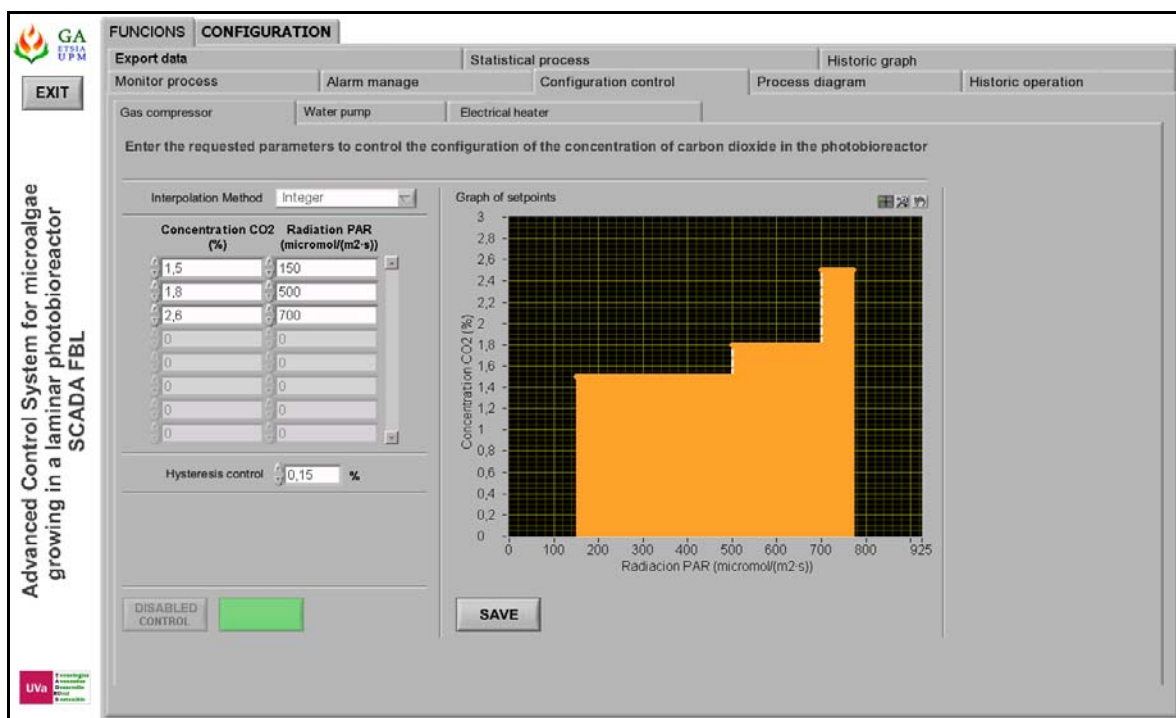 GA
ETSIA
UPM
EXIT
Advanced Control System for microalgae
growing in a laminar photobioreactor
SCADA FBL
UVa
FUNCIONS CONFIGURATION
Export data Statistical process Historic graph
Monitor process Alarm manage Configuration control Process diagram Historic operation
Gas compressor Water pump Electrical heater
Enter the requested parameters to control the configuration of the concentration of carbon dioxide in the photobioreactor
Interpolation Method Integer
Concentration CO2 Radiation PAR
(%) (micromol/(m2·s))
1,5 150
1,8 500
2,6 700
0 0
0 0
0 0
0 0
0 0
Hysteresis control 0,15 %
DISABLED
CONTROL
Graph of setpoints
Concentration CO2 (%)
3
2,8
2,6
2,4
2,2
2
1,8
1,6
1,4
1,2
1
0,8
0,6
0,4
0,2
0
0 100 200 300 400 500 600 700 800 925
Radiacion PAR (micromol/(m2·s))
SAVE